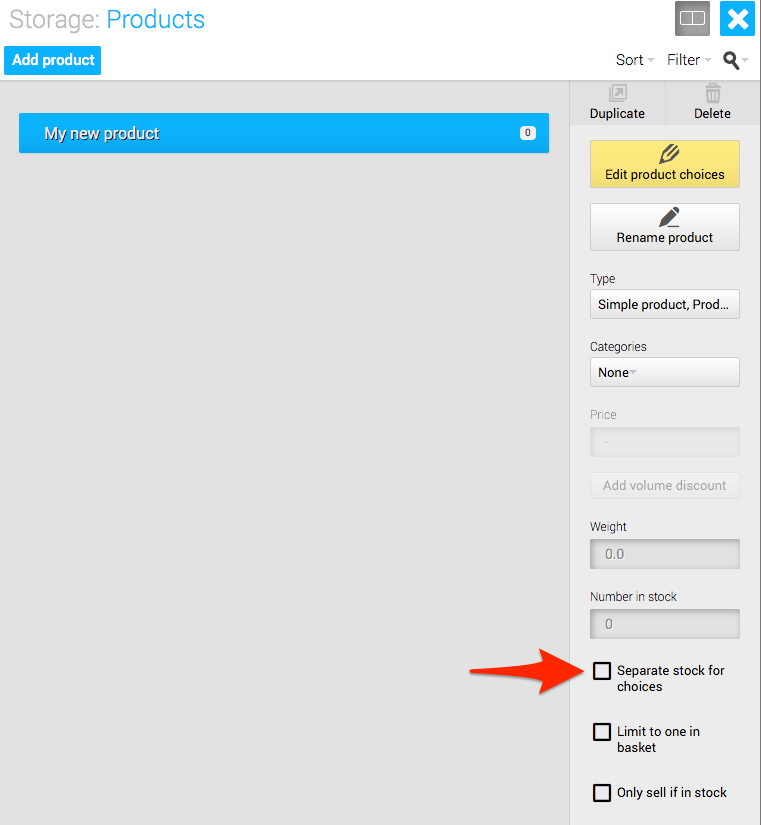 Storage: Products
Add product
Sort
Filter
My new product
0
Duplicate
Delete
Edit product choices
Rename product
Type
Simple product, Prod...
Categories
None
Price
-
Add volume discount
Weight
0.0
Number in stock
0
Separate stock for
choices
Limit to one in
basket
Only sell if in stock